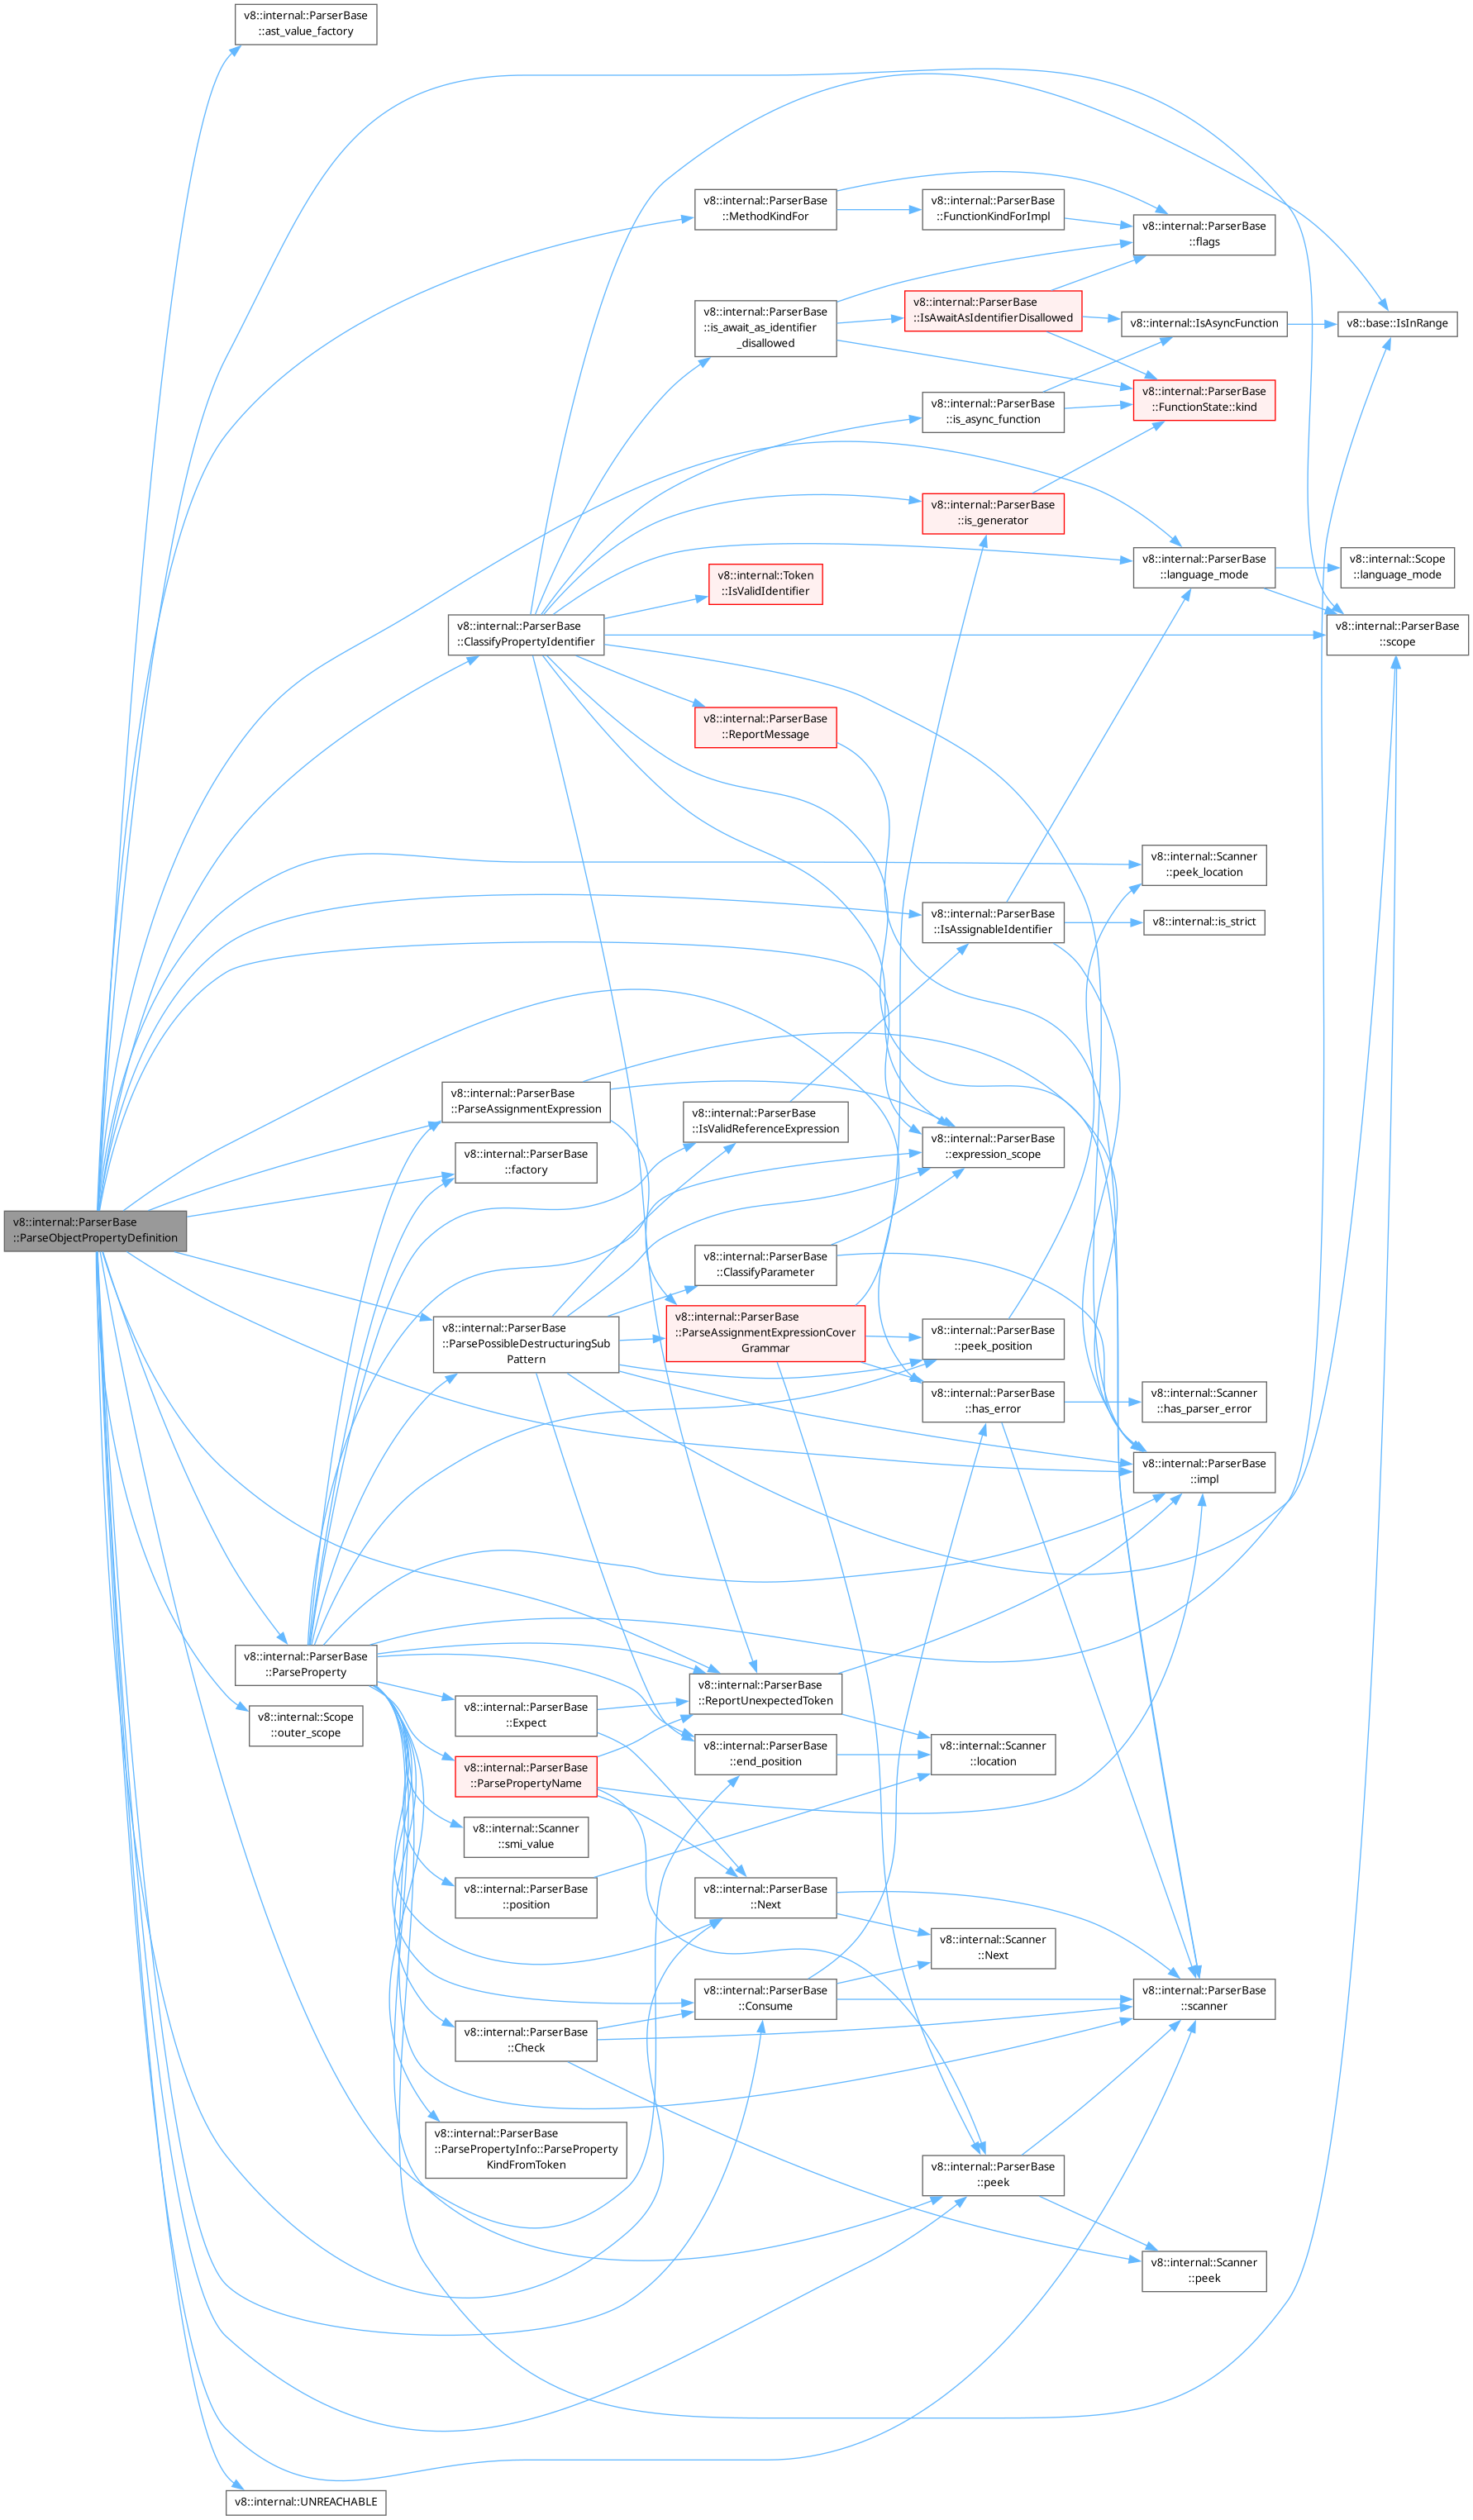 v8::internal::ParserBase
::ast_value_factory
v8::internal::ParserBase
::MethodKindFor
v8::internal::ParserBase
::FunctionKindForImpl
v8::internal::ParserBase
::flags
v8::internal::ParserBase
::is_await_as_identifier
_disallowed
v8::internal::ParserBase
::IsAwaitAsIdentifierDisallowed
v8::internal::IsAsyncFunction
v8::base::IsInRange
v8::internal::ParserBase
::is_async_function
v8::internal::ParserBase
::FunctionState::kind
v8::internal::ParserBase
::is_generator
v8::internal::Token
::IsValidIdentifier
v8::internal::ParserBase
::language_mode
v8::internal::Scope
::language_mode
v8::internal::ParserBase
::ClassifyPropertyIdentifier
v8::internal::ParserBase
::scope
v8::internal::ParserBase
::ReportMessage
v8::internal::Scanner
::peek_location
v8::internal::ParserBase
::IsAssignableIdentifier
v8::internal::is_strict
v8::internal::ParserBase
::ParseAssignmentExpression
v8::internal::ParserBase
::IsValidReferenceExpression
v8::internal::ParserBase
::expression_scope
v8::internal::ParserBase
::factory
v8::internal::ParserBase
::ParseObjectPropertyDefinition
v8::internal::ParserBase
::ClassifyParameter
v8::internal::ParserBase
::ParsePossibleDestructuringSub
Pattern
v8::internal::ParserBase
::ParseAssignmentExpressionCover
Grammar
v8::internal::ParserBase
::peek_position
v8::internal::ParserBase
::has_error
v8::internal::Scanner
::has_parser_error
v8::internal::ParserBase
::impl
v8::internal::ParserBase
::ParseProperty
v8::internal::ParserBase
::ReportUnexpectedToken
v8::internal::Scope
::outer_scope
v8::internal::ParserBase
::Expect
v8::internal::ParserBase
::end_position
v8::internal::Scanner
::location
v8::internal::ParserBase
::ParsePropertyName
v8::internal::Scanner
::smi_value
v8::internal::ParserBase
::position
v8::internal::ParserBase
::Next
v8::internal::Scanner
::Next
v8::internal::ParserBase
::Consume
v8::internal::ParserBase
::scanner
v8::internal::ParserBase
::Check
v8::internal::ParserBase
::ParsePropertyInfo::ParseProperty
KindFromToken
v8::internal::ParserBase
::peek
v8::internal::Scanner
::peek
v8::internal::UNREACHABLE